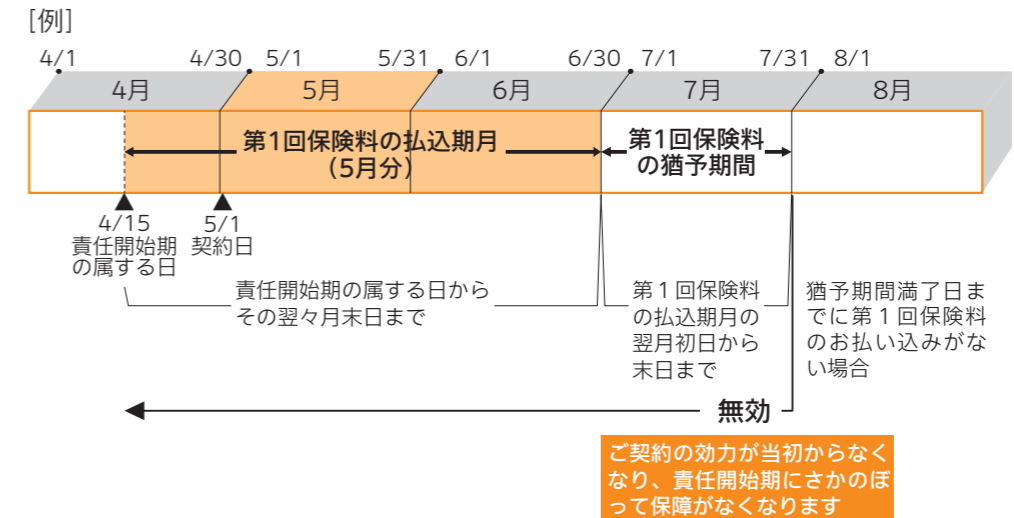 [例]
4/1
4/30
5/1
5/31
6/1
6/30
7/1
7/31
8/1
4月
5月
6月
7月
8月
第1回保険料の払込期月
(5月分)
第1回保険料
の猶予期間
4/15
責任開始期
の属する日
5/1
契約日
責任開始期の属する日から
その翌々月末日まで
第1回保険料
の払込期月の
翌月初日から
末日まで
猶予期間満了日ま
でに第1回保険料
のお払い込みがな
い場合
無効
ご契約の効力が当初からなく
なり、責任開始期にさかのぼ
って保障がなくなります